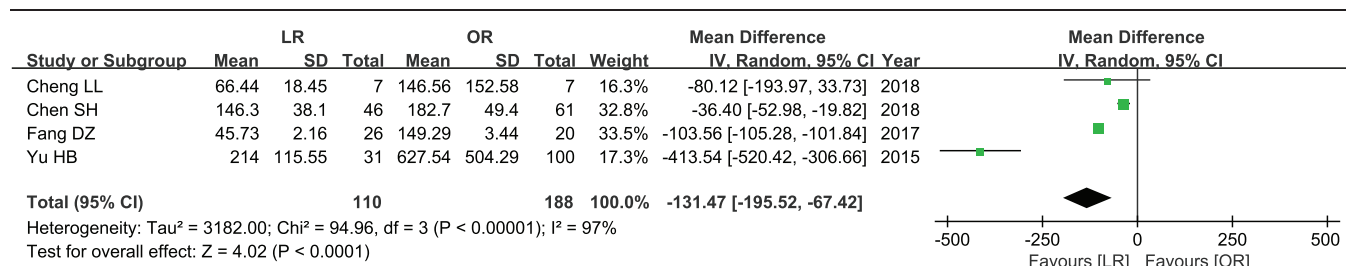 LR OR Mean Difference Mean Difference
Study or Subgroup Mean SD Total Mean SD Total Weight IV, Random, 95% CI Year IV, Random, 95% CI
Cheng LL 66.44 18.45 7 146.56 152.58 7 16.3% -80.12 [-193.97, 33.73] 2018
Chen SH 146.3 38.1 46 182.7 49.4 61 32.8% -36.40 [-52.98, -19.82] 2018
Fang DZ 45.73 2.16 26 149.29 3.44 20 33.5% -103.56 [-105.28, -101.84] 2017
Yu HB 214 115.55 31 627.54 504.29 100 17.3% -413.54 [-520.42, -306.66] 2015
Total (95% CI) 110 188 100.0% -131.47 [-195.52, -67.42]
Heterogeneity: Tau² = 3182.00; Chi² = 94.96, df = 3 (P < 0.00001); I² = 97%
Test for overall effect: Z = 4.02 (P < 0.0001)
-500 -250 0 250 500
Favours [LR] Favours [OR]